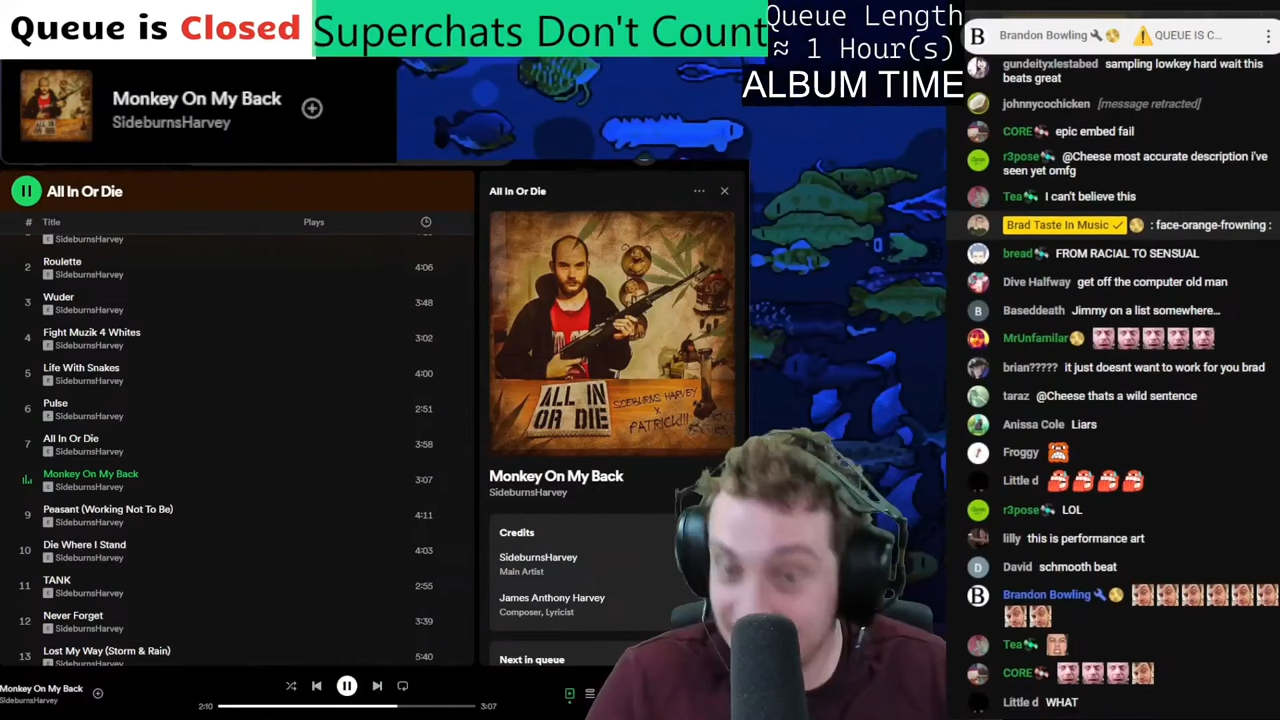 Queue is Closed
Superchats Don't Count
Queue Length
≈ 1 Hour(s)
ALBUM TIME
Monkey On My Back
SideburnsHarvey
All In Or Die
# Title Plays
E SideburnsHarvey
2 Roulette 4:06
E SideburnsHarvey
3 Wuder 3:48
E SideburnsHarvey
4 Fight Muzik 4 Whites 3:02
E SideburnsHarvey
5 Life With Snakes 4:00
E SideburnsHarvey
6 Pulse 2:51
E SideburnsHarvey
7 All In Or Die 3:58
E SideburnsHarvey
Monkey On My Back 3:07
E SideburnsHarvey
9 Peasant (Working Not To Be) 4:11
E SideburnsHarvey
10 Die Where I Stand 4:03
E SideburnsHarvey
11 TANK 2:55
E SideburnsHarvey
12 Never Forget 3:39
E SideburnsHarvey
13 Lost My Way (Storm & Rain) 5:40
E SideburnsHarvey
All In Or Die
ALL IN
OR DIE
SIDEBURNS HARVEY
X
PATRICK!!!
Monkey On My Back
SideburnsHarvey
Credits
SideburnsHarvey
Main Artist
James Anthony Harvey
Composer, Lyricist
Next in queue
Monkey On My Back
SideburnsHarvey
2:10 3:07
B Brandon Bowling QUEUE IS C...
gundeityxlestabed sampling lowkey hard wait this
beats great
johnnycochicken [message retracted]
CORE epic embed fail
r3pose @Cheese most accurate description i've
seen yet omfg
Tea I can't believe this
Brad Taste In Music ✓ : face-orange-frowning :
bread FROM RACIAL TO SENSUAL
Dive Halfway get off the computer old man
B Baseddeath Jimmy on a list somewhere...
MrUnfamilar
brian????? it just doesnt want to work for you brad
taraz @Cheese thats a wild sentence
Anissa Cole Liars
Froggy
Little d
r3pose LOL
lilly this is performance art
D David schmooth beat
B Brandon Bowling
Tea
CORE
Little d WHAT